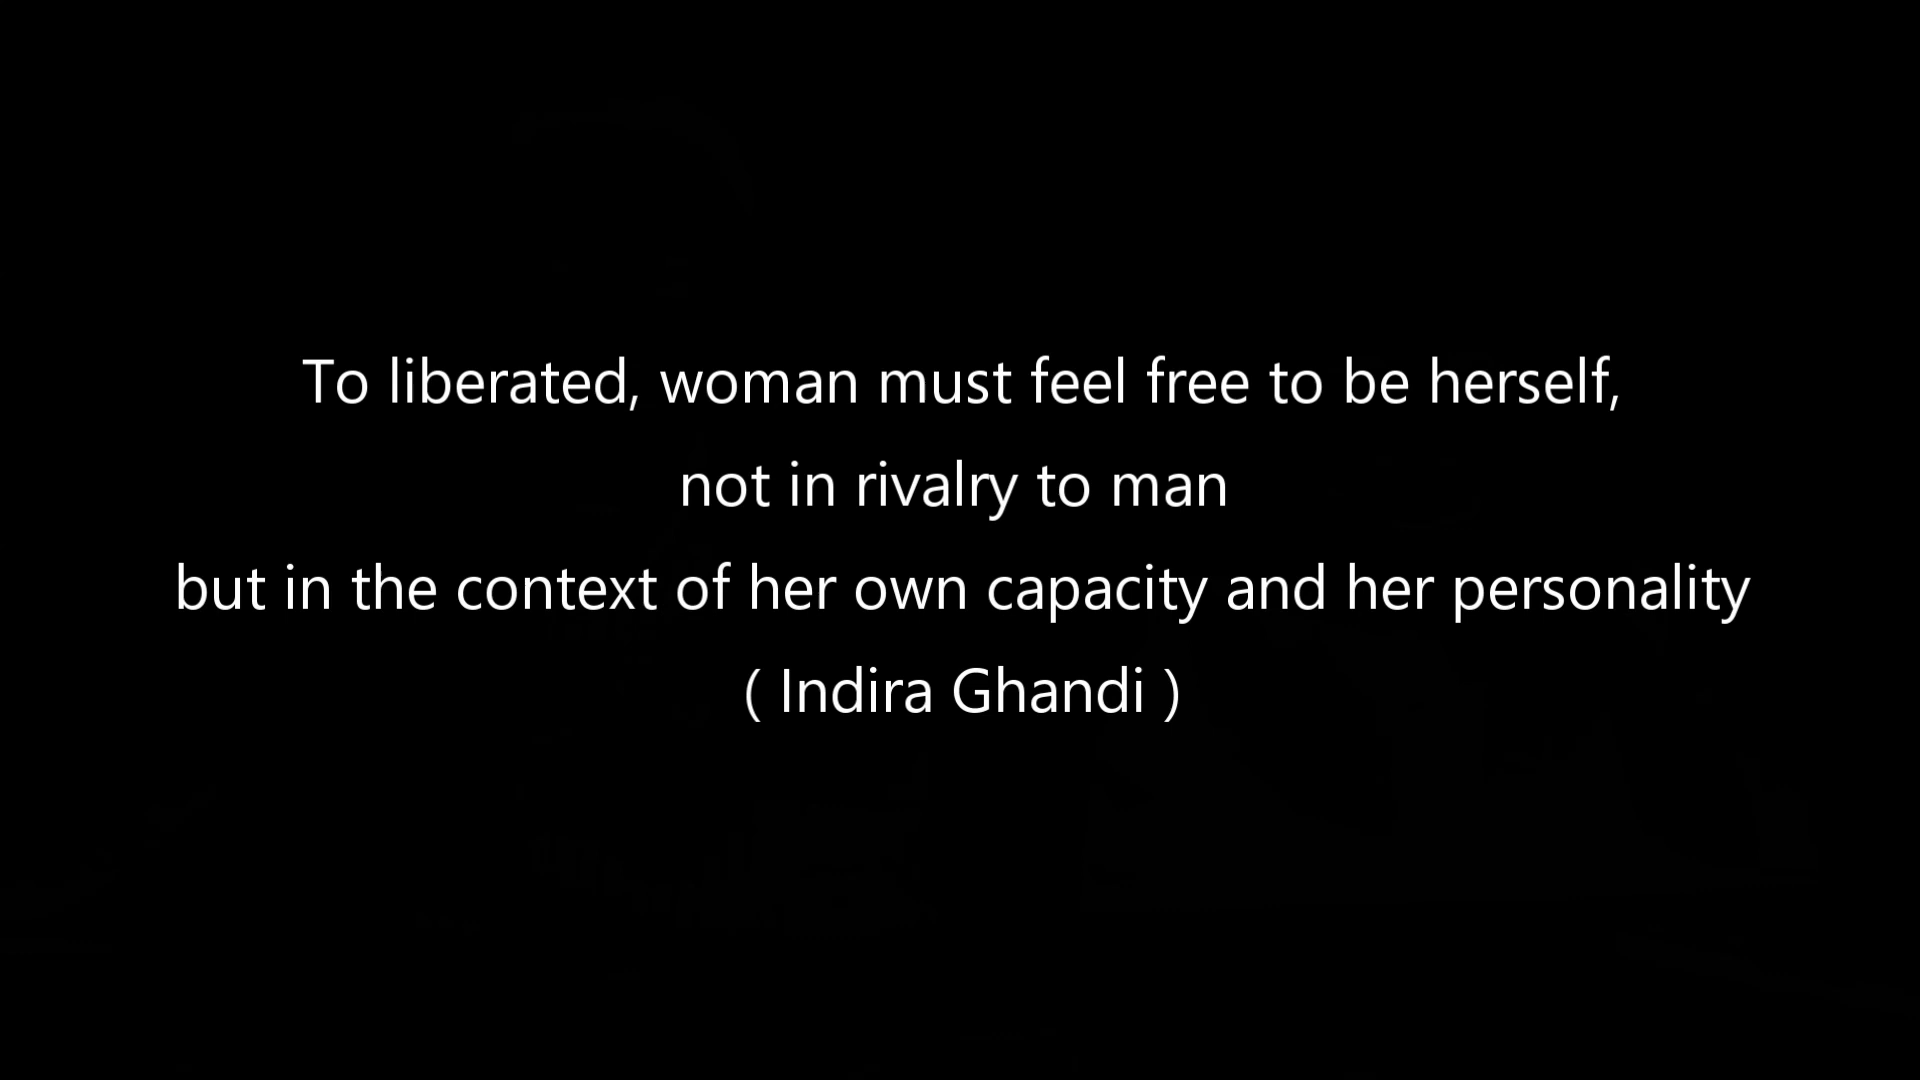 To liberated, woman must feel free to be herself,
not in rivalry to man
but in the context of her own capacity and her personality
( Indira Ghandi )